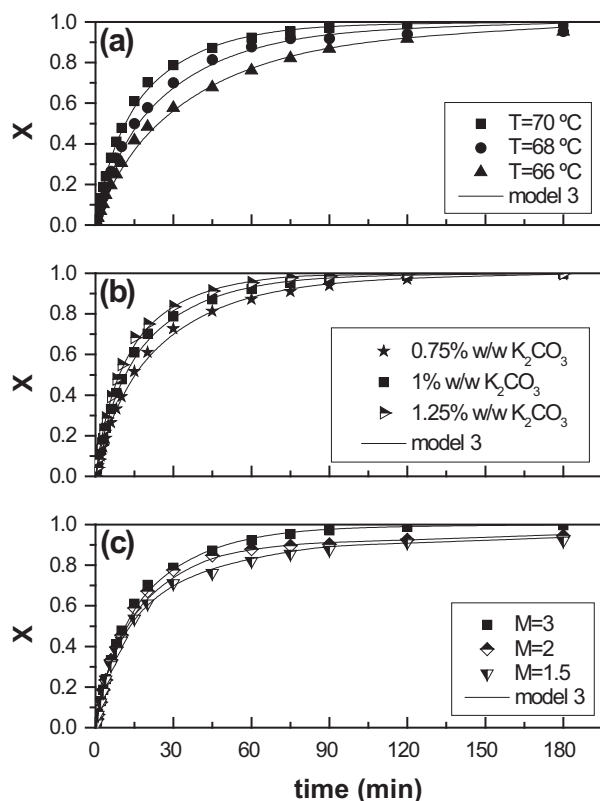 1.0
(a)
0.8
0.6
X
0.4
0.2
0.0
T=70 ºC
T=68 ºC
T=66 ºC
model 3
1.0
(b)
0.8
0.6
X
0.4
0.2
0.0
0.75% w/w K₂CO₃
1% w/w K₂CO₃
1.25% w/w K₂CO₃
model 3
1.0
(c)
0.8
0.6
X
0.4
0.2
0.0
M=3
M=2
M=1.5
model 3
0 30 60 90 120 150 180
time (min)